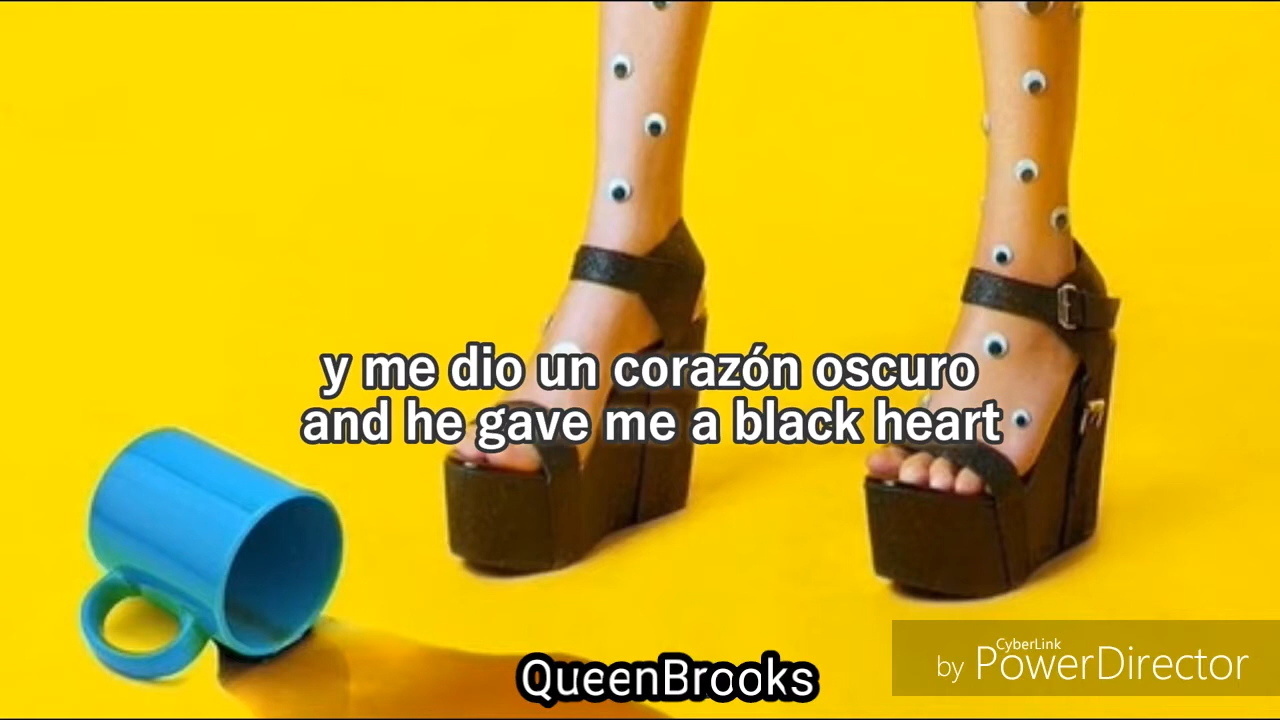 y me dio un corazón oscuro
and he gave me a black heart
QueenBrooks
CyberLink
by PowerDirector